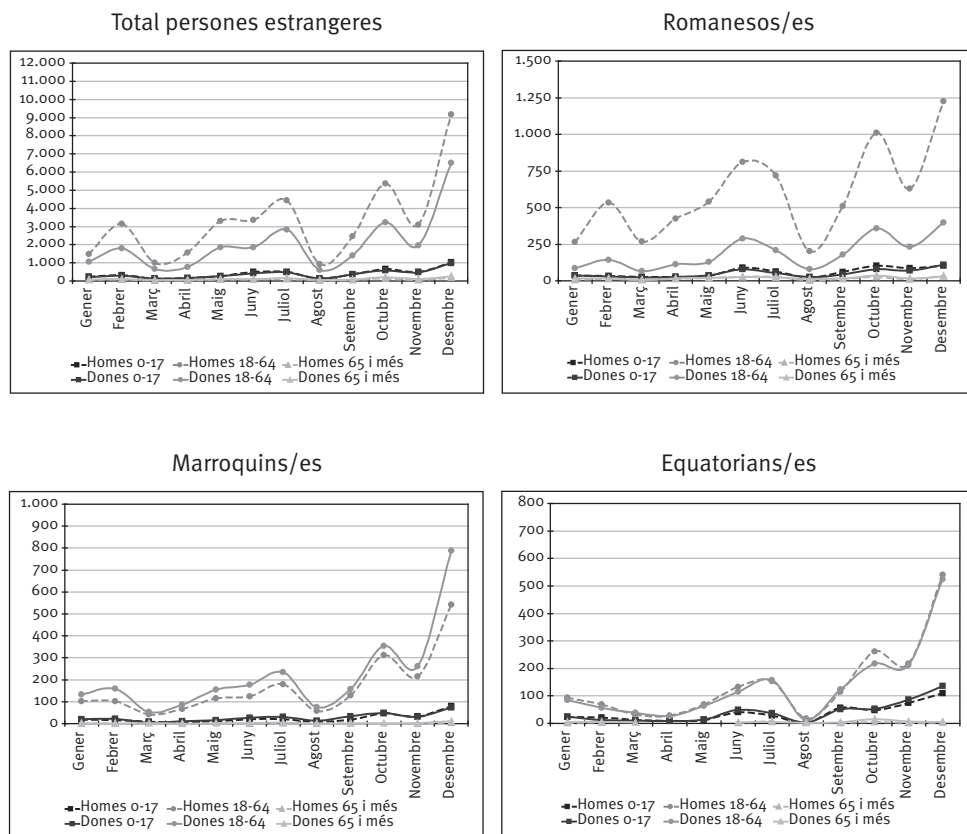 Total persones estrangeres
12.000
11.000
10.000
9.000
8.000
7.000
6.000
5.000
4.000
3.000
2.000
1.000
0
Gener
Febrer
Març
Abril
Maig
Juny
Juliol
Agost
Setembre
Octubre
Novembre
Desembre
Homes 0-17 Homes 18-64 Homes 65 i més
Dones 0-17 Dones 18-64 Dones 65 i més
Romanesos/es
1.500
1.250
1.000
750
500
250
0
Gener
Febrer
Març
Abril
Maig
Juny
Juliol
Agost
Setembre
Octubre
Novembre
Desembre
Homes 0-17 Homes 18-64 Homes 65 i més
Dones 0-17 Dones 18-64 Dones 65 i més
Marroquins/es
1.000
900
800
700
600
500
400
300
200
100
0
Gener
Febrer
Març
Abril
Maig
Juny
Juliol
Agost
Setembre
Octubre
Novembre
Desembre
Homes 0-17 Homes 18-64 Homes 65 i més
Dones 0-17 Dones 18-64 Dones 65 i més
Equatorians/es
800
700
600
500
400
300
200
100
0
Gener
Febrer
Març
Abril
Maig
Juny
Juliol
Agost
Setembre
Octubre
Novembre
Desembre
Homes 0-17 Homes 18-64 Homes 65 i més
Dones 0-17 Dones 18-64 Dones 65 i més